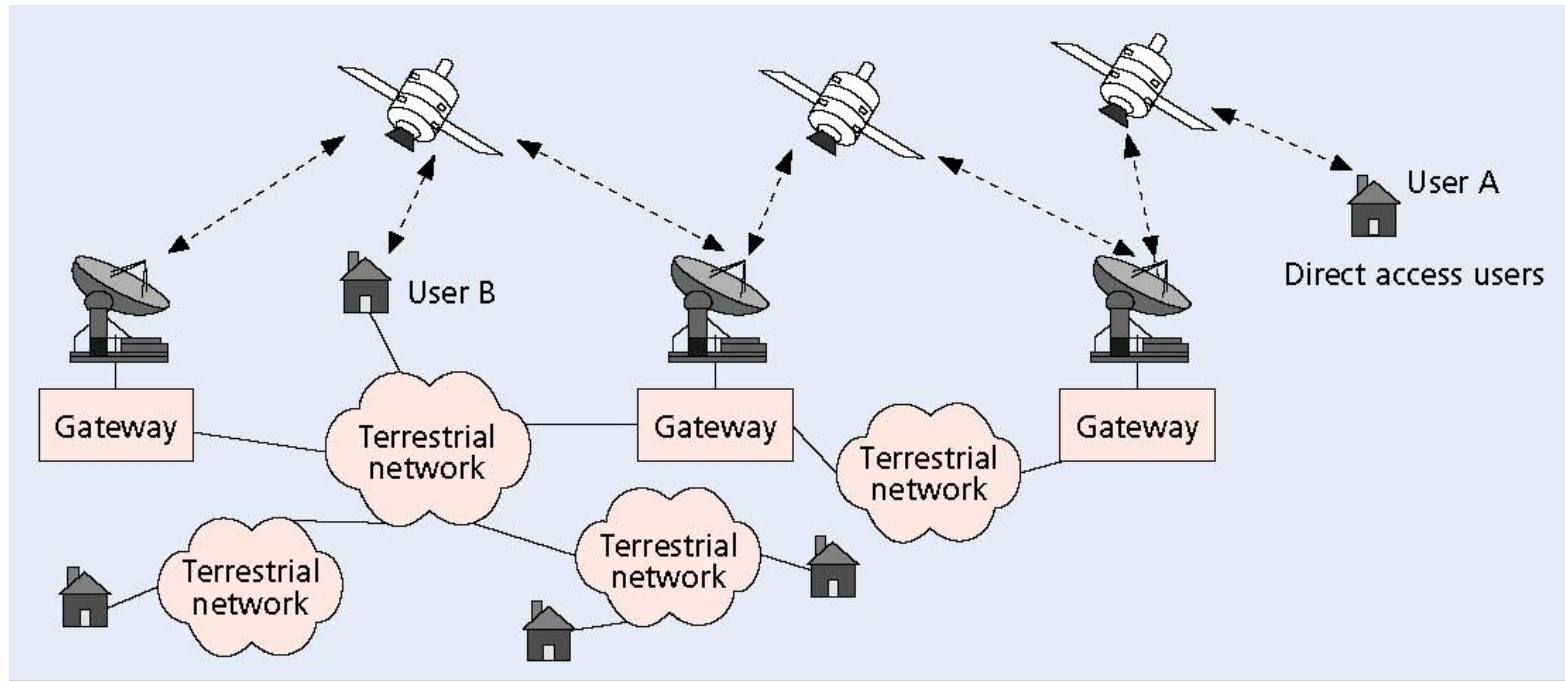 User A
Direct access users
User B
Gateway
Terrestrial
network
Gateway
Terrestrial
network
Gateway
Terrestrial
network
Terrestrial
network